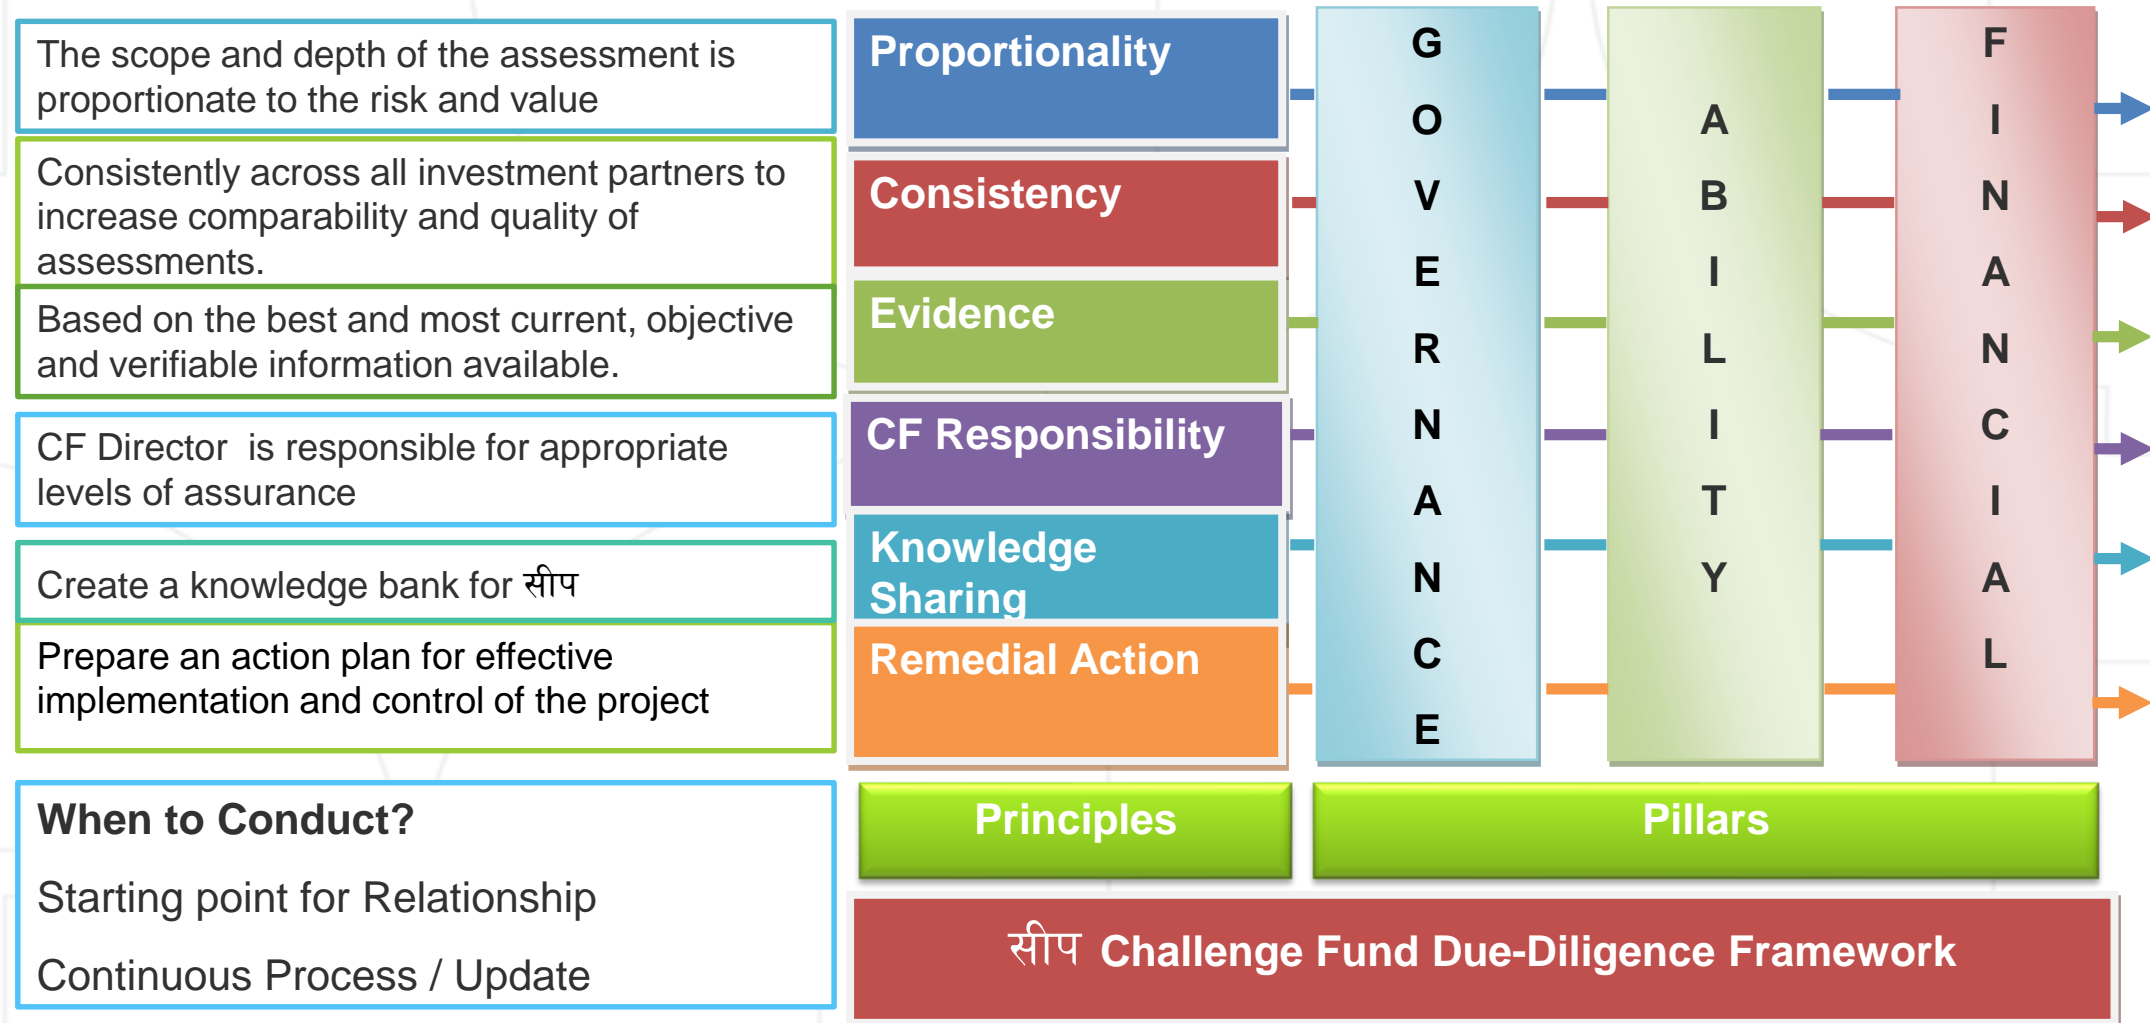 The scope and depth of the assessment is
proportionate to the risk and value
Proportionality
Consistently across all investment partners to
increase comparability and quality of
assessments.
Consistency
Based on the best and most current, objective
and verifiable information available.
Evidence
CF Director  is responsible for appropriate
levels of assurance
CF Responsibility
Create a knowledge bank for सीप
Knowledge
Sharing
Prepare an action plan for effective
implementation and control of the project
Remedial Action
GOVERNANCE
ABILITY
FINANCIAL
When to Conduct?
Starting point for Relationship
Continuous Process / Update
Principles
Pillars
सीप Challenge Fund Due-Diligence Framework